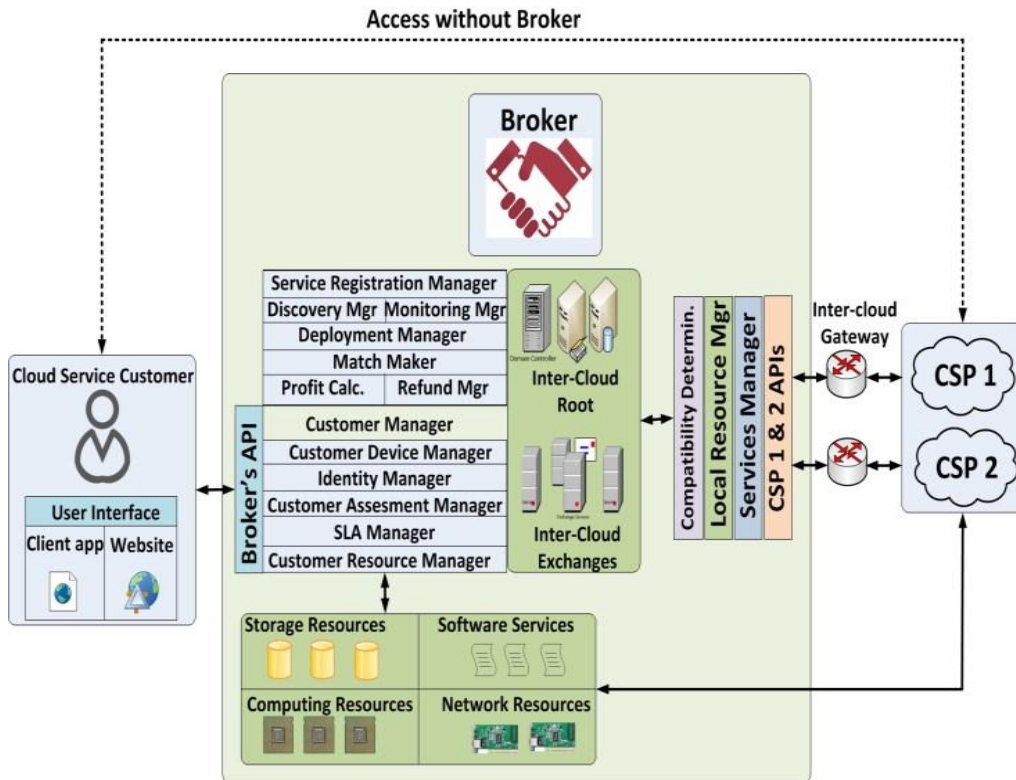 Access without Broker
Broker
Service Registration Manager
Discovery Mgr
Monitoring Mgr
Deployment Manager
Match Maker
Profit Calc.
Refund Mgr
Customer Manager
Customer Device Manager
Identity Manager
Customer Assesment Manager
SLA Manager
Customer Resource Manager
Broker's API
Cloud Service Customer
User Interface
Client app
Website
Domain Controller
Inter-Cloud
Root
Inter-Cloud
Exchanges
Compatibility Determin.
Local Resource Mgr
Services Manager
CSP 1 & 2 APIs
Inter-cloud
Gateway
CSP 1
CSP 2
Storage Resources
Software Services
Computing Resources
Network Resources